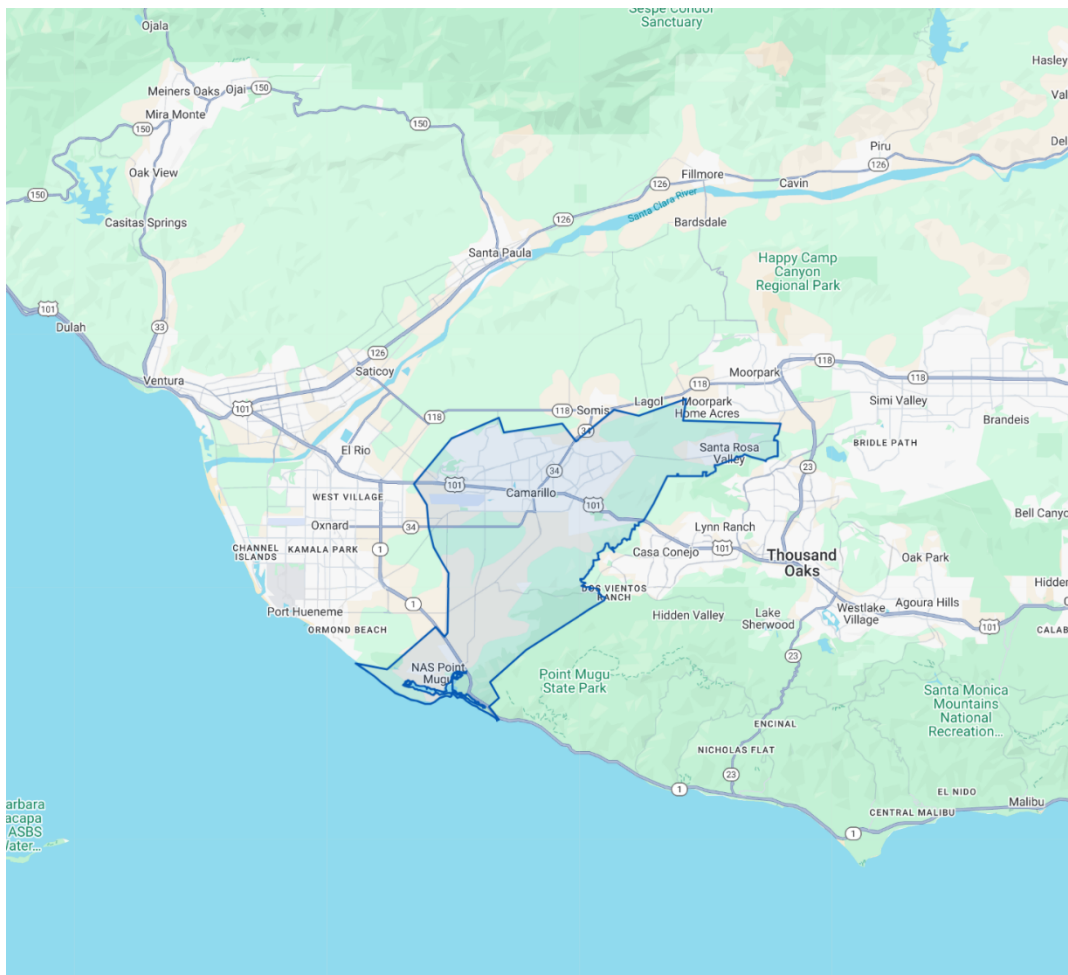 Sespe Condor
Sanctuary
Ojala
Hasley
Meiners Oaks
Ojai
150
Mira Monte
150
150
Val
Piru
Del
126
Oak View
Fillmore
126
Cavin
150
Santa Clara River
Casitas Springs
126
Bardsdale
Santa Paula
Happy Camp
Canyon
Regional Park
101
Dulah
33
126
Saticoy
118
Moorpark
118
118
Ventura
101
Lagol
Moorpark
Home Acres
Simi Valley
118
118
Somis
Brandeis
34
BRIDLE PATH
El Rio
Santa Rosa
Valley
34
23
101
WEST VILLAGE
Camarillo
101
Bell Canyo
Oxnard
34
Lynn Ranch
CHANNEL
ISLANDS
KAMALA PARK
1
Casa Conejo
101
Thousand
Oaks
Oak Park
Hidden
DOS VIENTOS
RANCH
1
Port Hueneme
Hidden Valley
Lake
Sherwood
Westlake
Village
Agoura Hills
101
ORMOND BEACH
CALAB
23
NAS Point
Mugu
Point Mugu
State Park
Santa Monica
Mountains
National
Recreation...
ENCINAL
NICHOLAS FLAT
23
1
EL NIDO
Malibu
arbara
acapa
ASBS
Water...
CENTRAL MALIBU
1